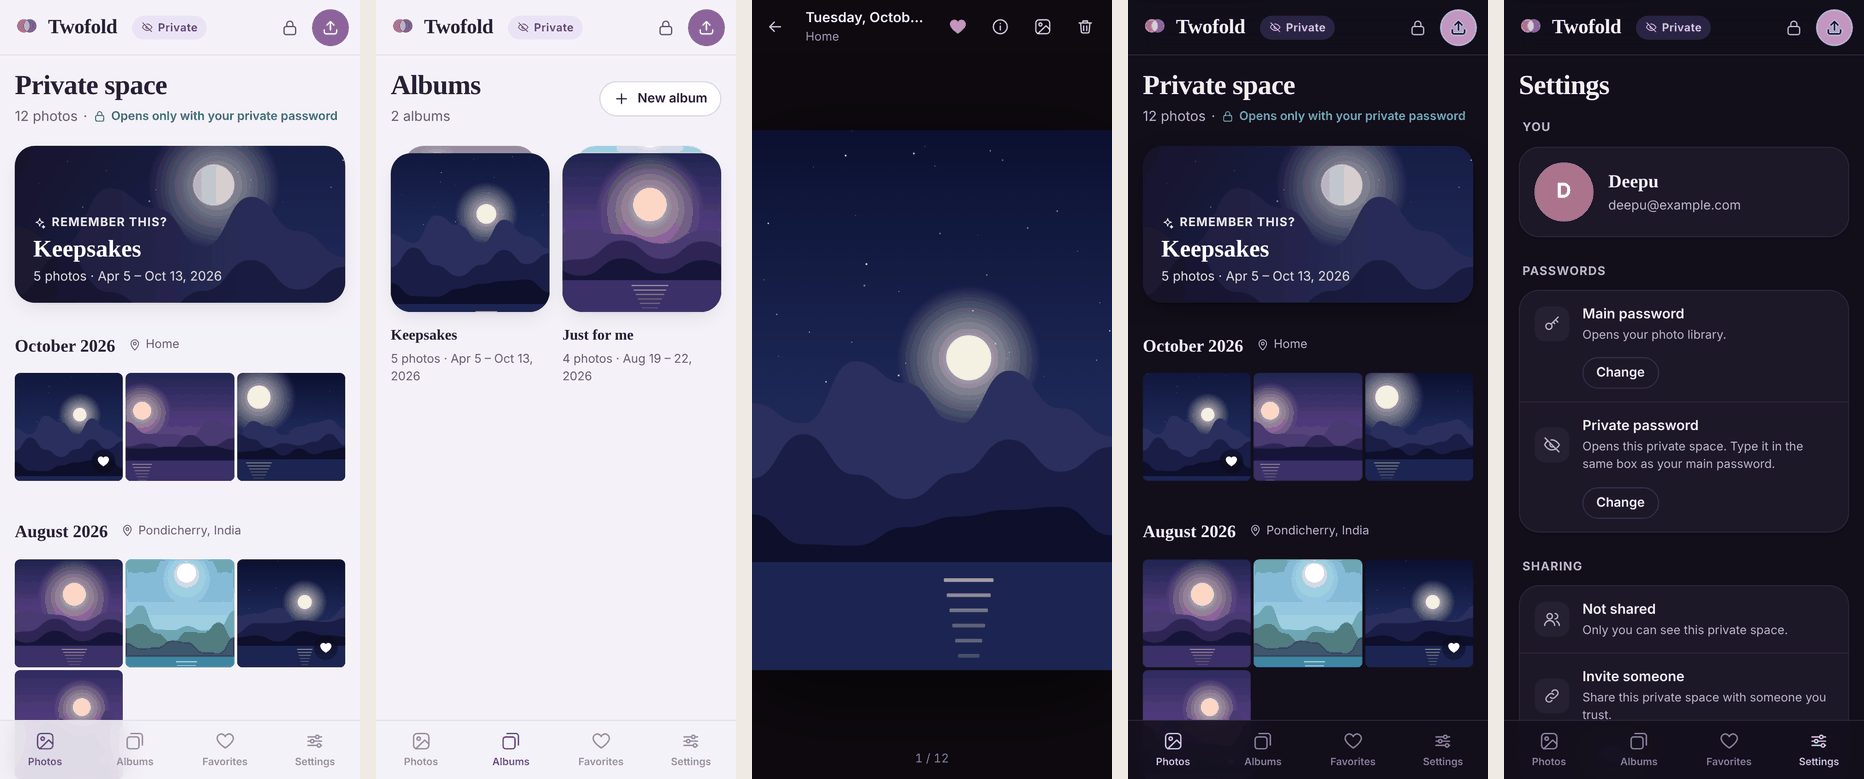 Twofold
Private
Private space
12 photos · Opens only with your private password
REMEMBER THIS?
Keepsakes
5 photos · Apr 5 – Oct 13, 2026
October 2026 Home
August 2026 Pondicherry, India
Photos Albums Favorites Settings
Twofold
Private
Albums
2 albums
New album
Keepsakes
5 photos · Apr 5 – Oct 13,
2026
Just for me
4 photos · Aug 19 – 22,
2026
Photos Albums Favorites Settings
Tuesday, Octob...
Home
1 / 12
Twofold
Private
Private space
12 photos · Opens only with your private password
REMEMBER THIS?
Keepsakes
5 photos · Apr 5 – Oct 13, 2026
October 2026 Home
August 2026 Pondicherry, India
Photos Albums Favorites Settings
Twofold
Private
Settings
YOU
D
Deepu
deepu@example.com
PASSWORDS
Main password
Opens your photo library.
Change
Private password
Opens this private space. Type it in the
same box as your main password.
Change
SHARING
Not shared
Only you can see this private space.
Invite someone
Share this private space with someone you
trust.
Photos Albums Favorites Settings